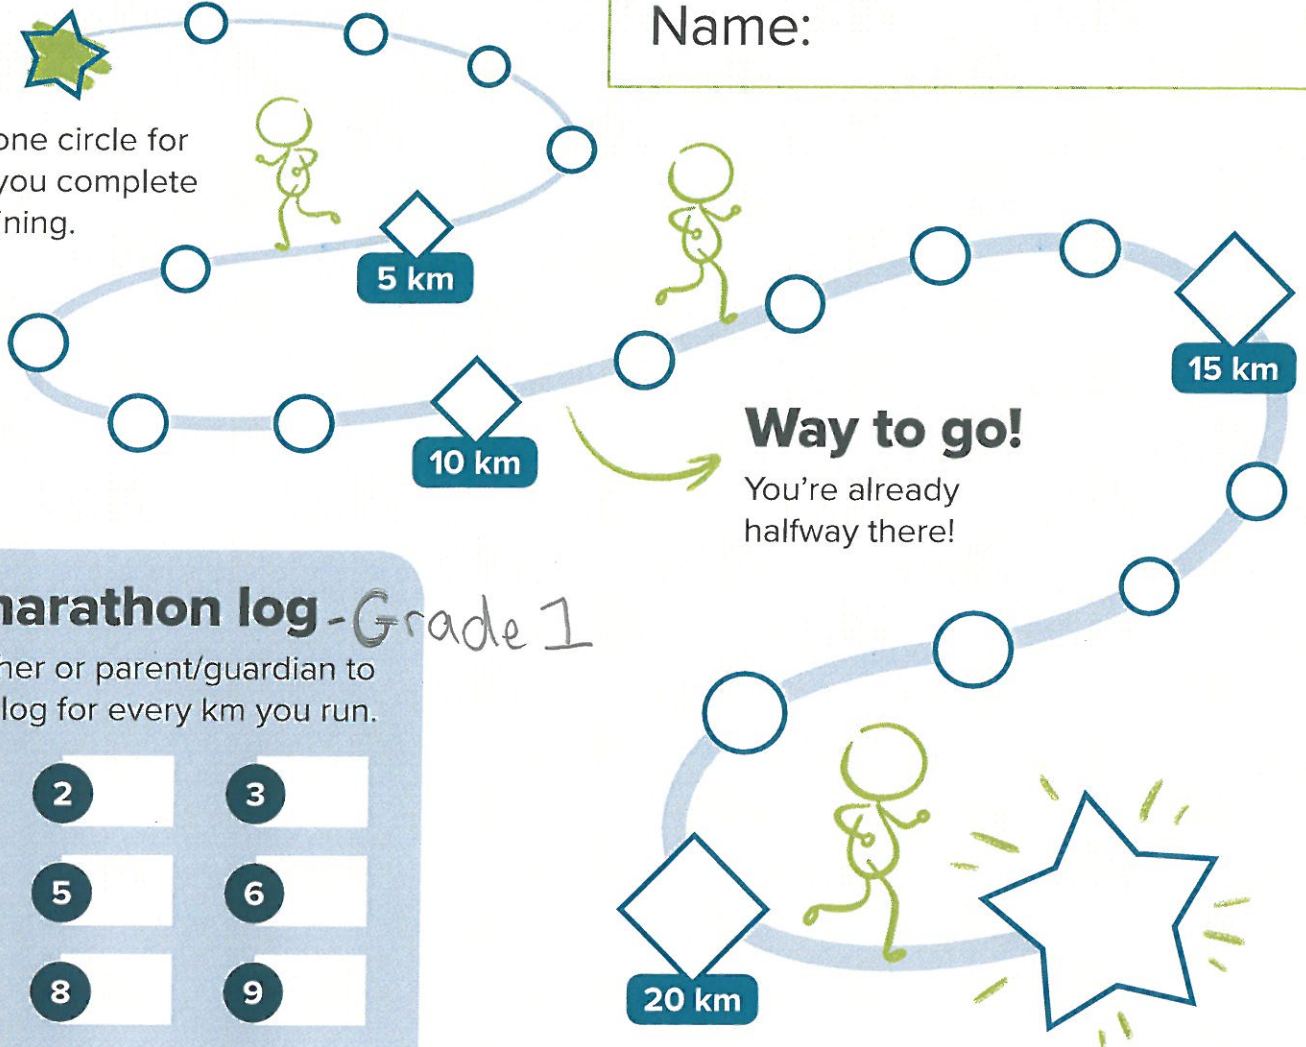 Name:
one circle for
you complete
ning.
5 km
15 km
10 km
Way to go!
You're already
halfway there!
marathon log - Grade 1
her or parent/guardian to
log for every km you run.
2
3
5
6
8
9
20 km